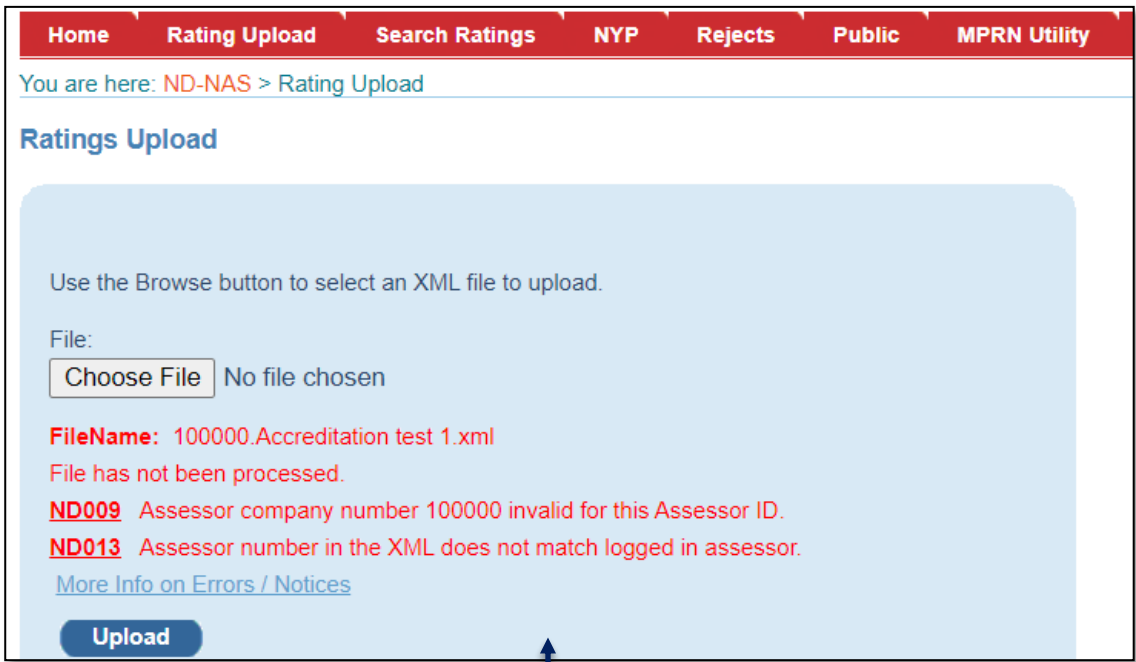 Home Rating Upload Search Ratings NYP Rejects Public MPRN Utility
You are here: ND-NAS > Rating Upload
Ratings Upload
Use the Browse button to select an XML file to upload.
File:
Choose File No file chosen
FileName: 100000.Accreditation test 1.xml
File has not been processed.
ND009 Assessor company number 100000 invalid for this Assessor ID.
ND013 Assessor number in the XML does not match logged in assessor.
More Info on Errors / Notices
Upload